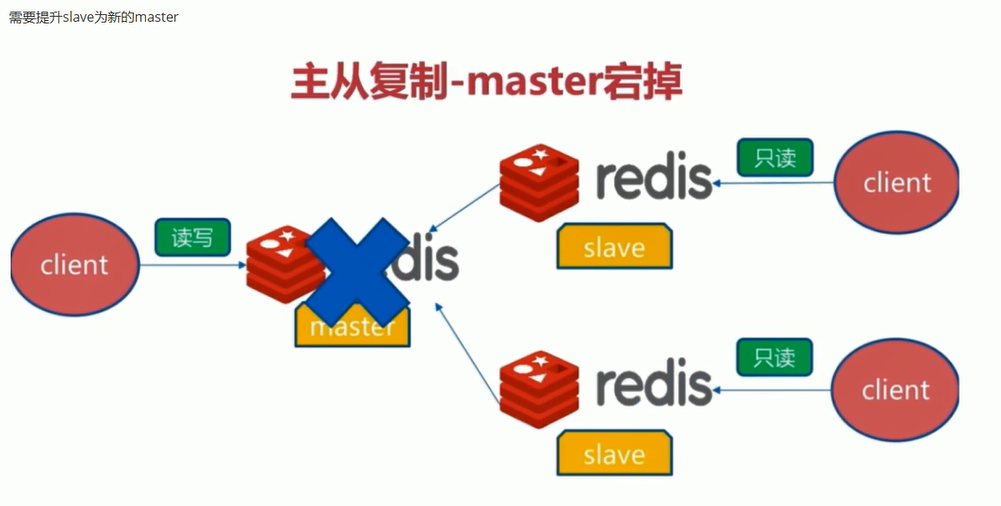 需要提升slave为新的master
主从复制-master宕掉
redis
只读
client
slave
client
读写
dis
master
redis
只读
client
slave